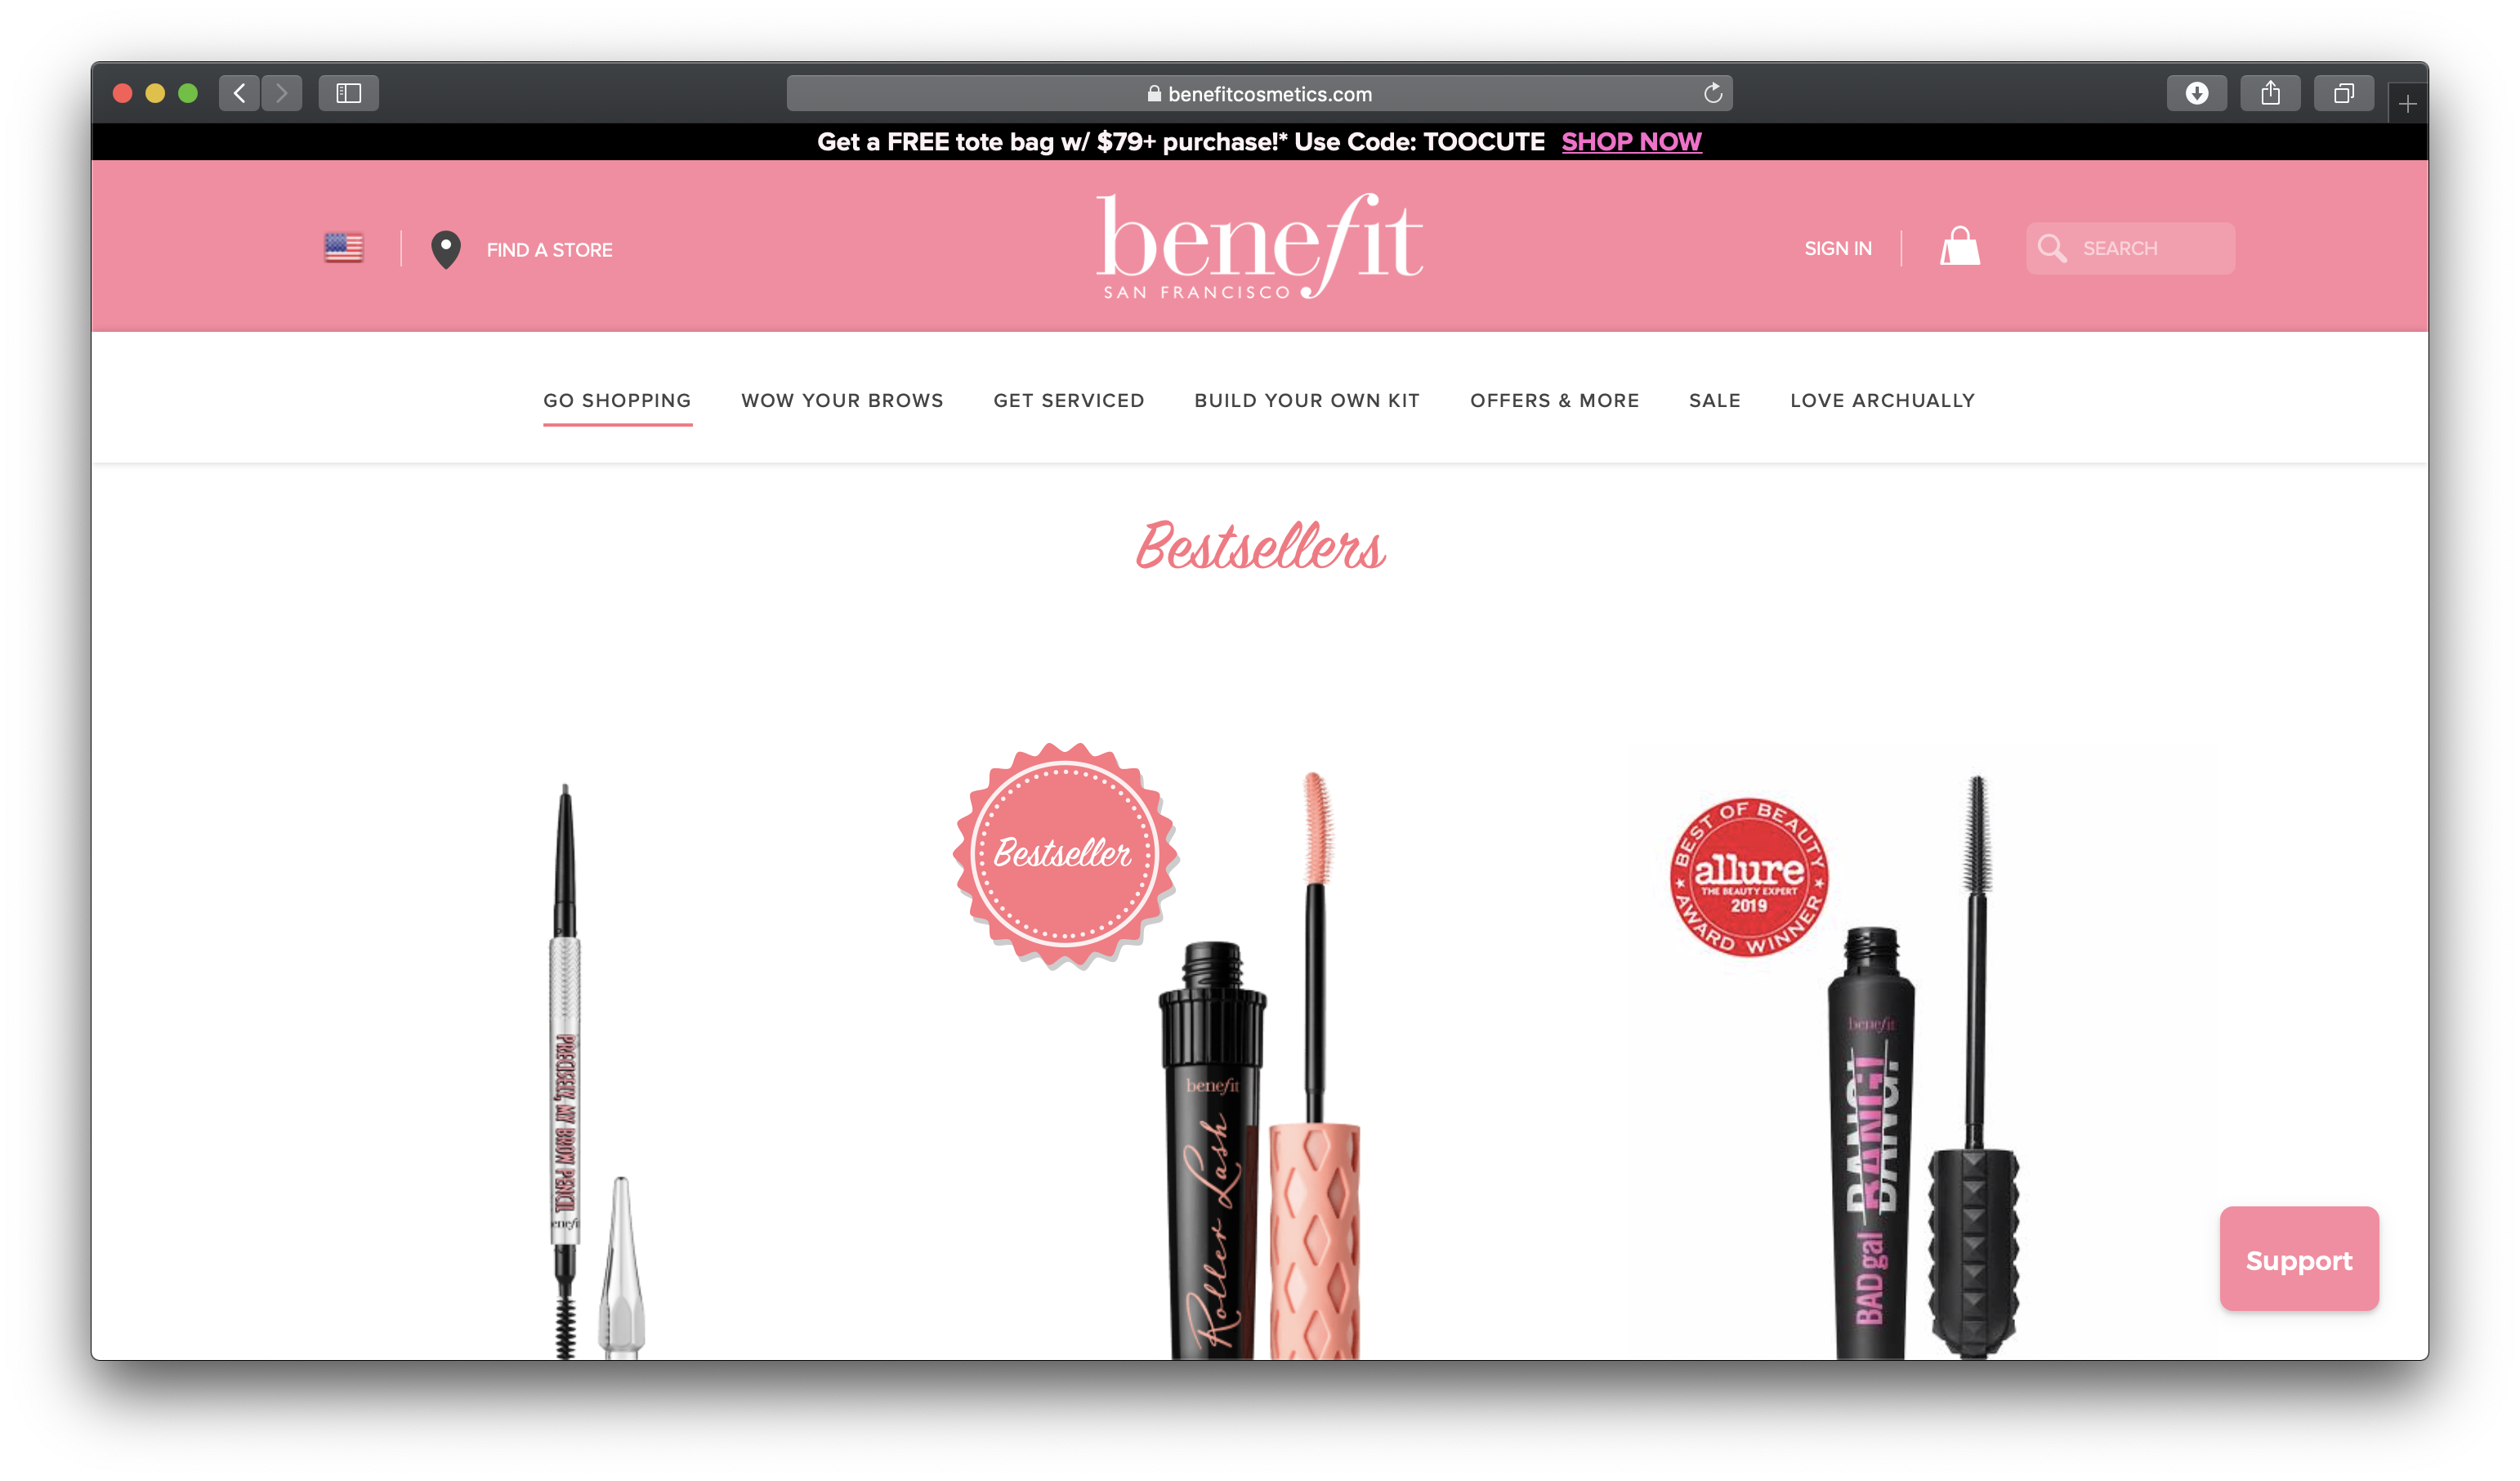 benefitcosmetics.com
Get a FREE tote bag w/ $79+ purchase!* Use Code: TOOCUTE SHOP NOW
FIND A STORE
benefit
SAN FRANCISCO
SIGN IN
SEARCH
GO SHOPPING WOW YOUR BROWS GET SERVICED BUILD YOUR OWN KIT OFFERS & MORE SALE LOVE ARCHUALLY
Bestsellers
PRECISELY, MY BROW PENCIL
benefit
Bestseller
benefit
Roller Lash
BEST OF BEAUTY
allure
THE BEAUTY EXPERT
2019
AWARD WINNER
benefit
BADgal BANG!
Support